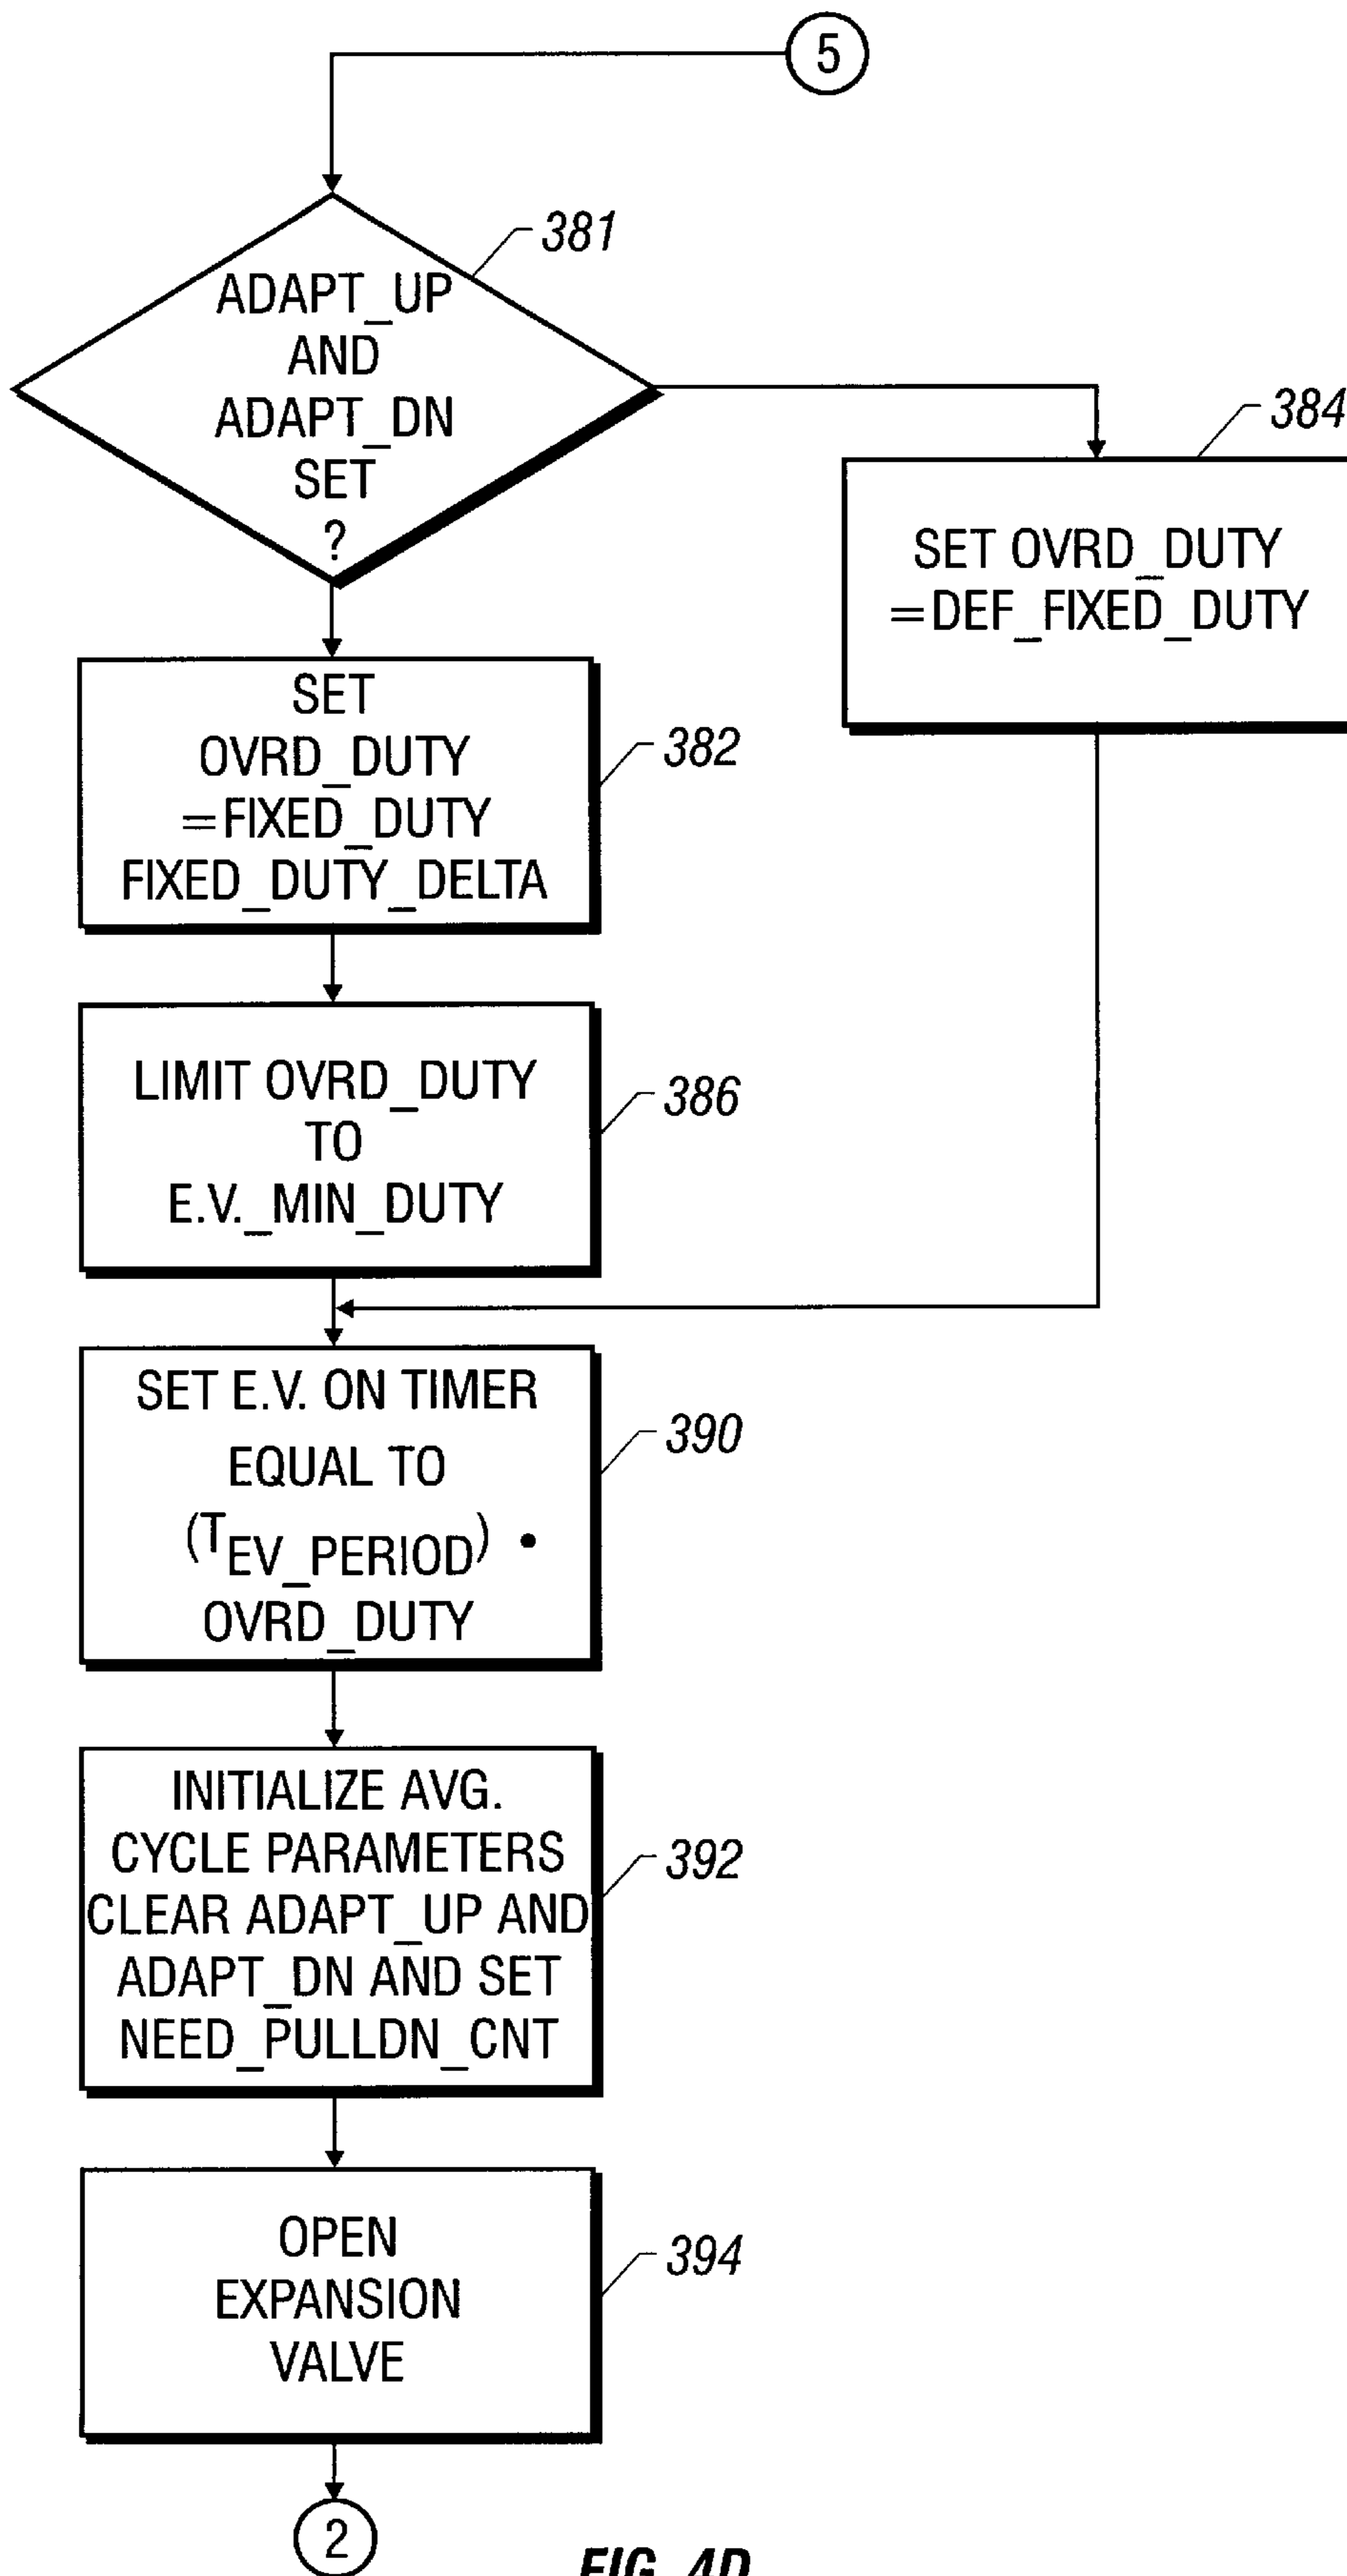 5
381
ADAPT_UP
AND
ADAPT_DN
SET
?
384
SET OVRD_DUTY
=DEF_FIXED_DUTY
SET
OVRD_DUTY
=FIXED_DUTY
FIXED_DUTY_DELTA
382
LIMIT OVRD_DUTY
TO
E.V._MIN_DUTY
386
SET E.V. ON TIMER
EQUAL TO
(TEV_PERIOD) •
OVRD_DUTY
390
INITIALIZE AVG.
CYCLE PARAMETERS
CLEAR ADAPT_UP AND
ADAPT_DN AND SET
NEED_PULLDN_CNT
392
OPEN
EXPANSION
VALVE
394
2
FIG. 4D